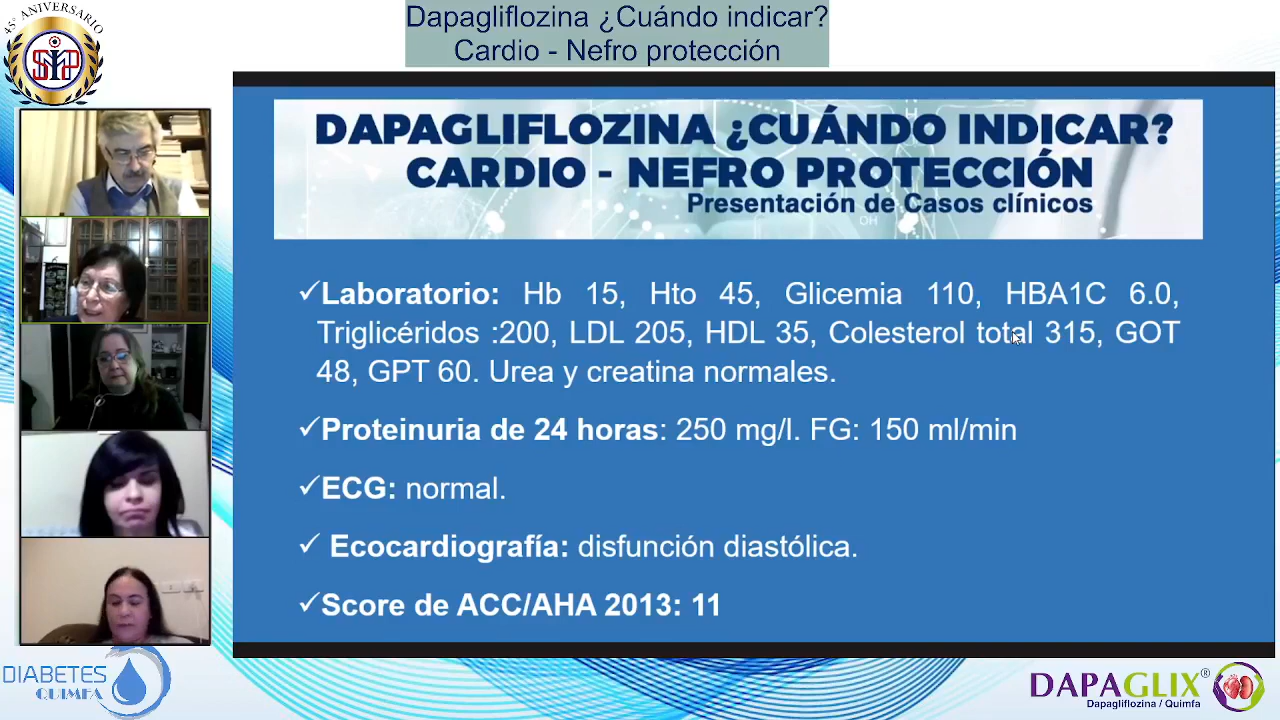 Dapagliflozina ¿Cuándo indicar?
Cardio - Nefro protección
45° ANIVERSARIO
DAPAGLIFLOZINA ¿CUÁNDO INDICAR?
CARDIO - NEFRO PROTECCIÓN
Presentación de Casos clínicos
OH
✓Laboratorio: Hb 15, Hto 45, Glicemia 110, HBA1C 6.0,
Triglicéridos :200, LDL 205, HDL 35, Colesterol total 315, GOT
48, GPT 60. Urea y creatina normales.
✓Proteinuria de 24 horas: 250 mg/l. FG: 150 ml/min
✓ECG: normal.
✓ Ecocardiografía: disfunción diastólica.
✓Score de ACC/AHA 2013: 11
DIABETES
QUIMFA
DAPAGLIX®
Dapagliflozina / Quimfa